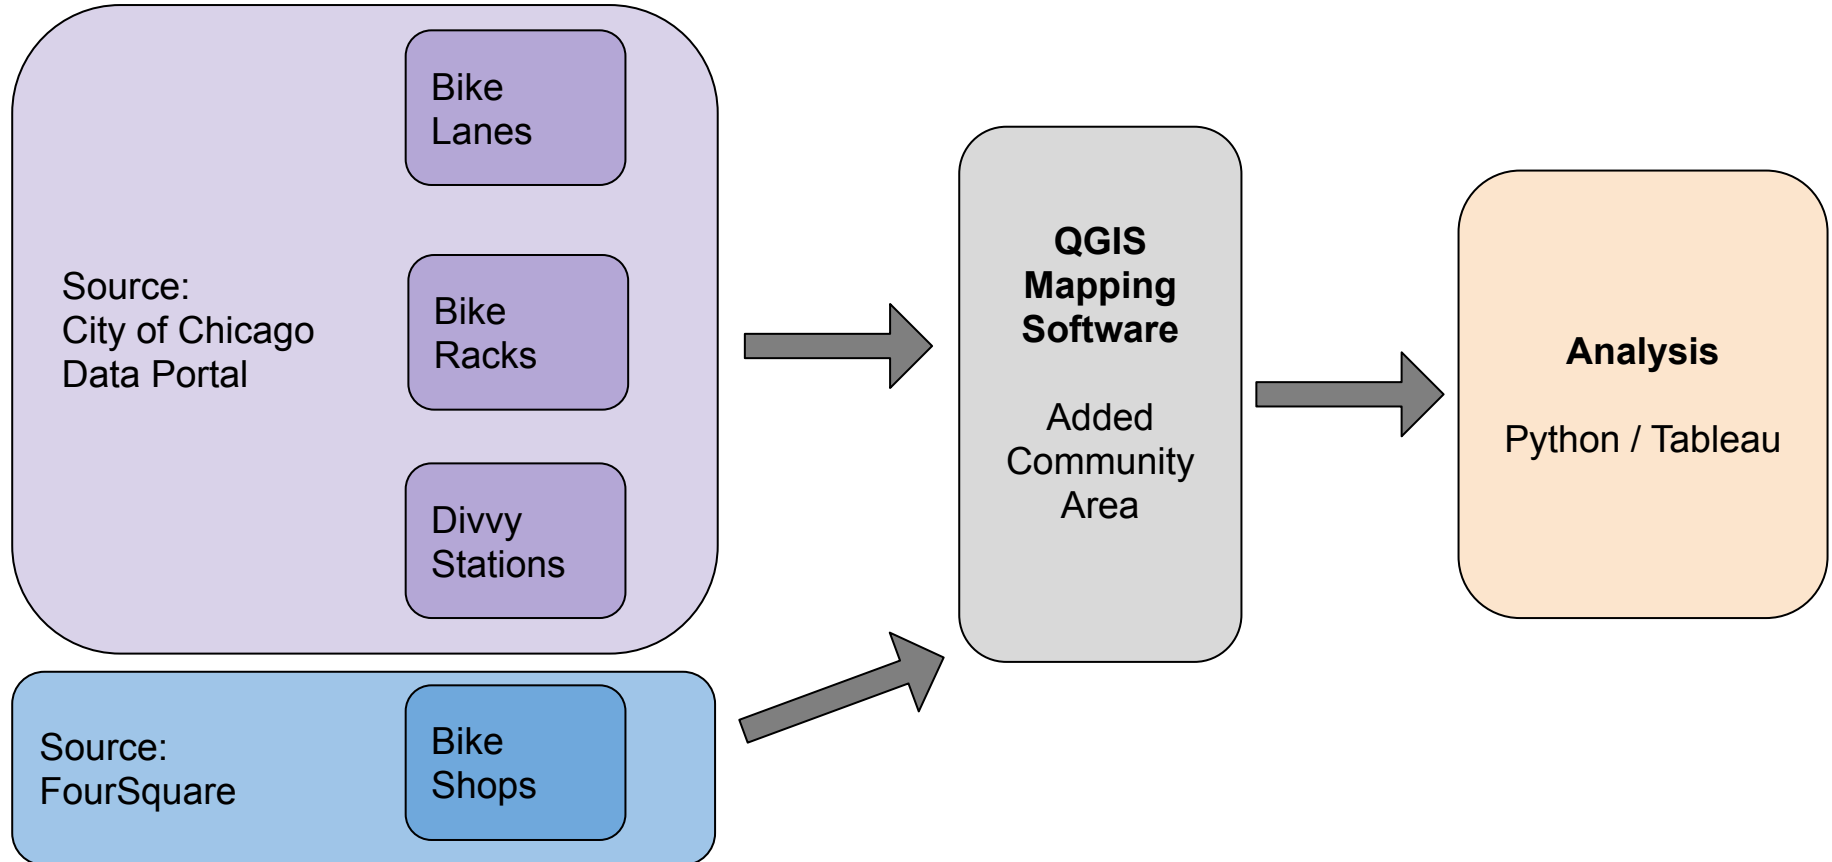 Source:
City of Chicago
Data Portal
Bike
Lanes
Bike
Racks
Divvy
Stations
Source:
FourSquare
Bike
Shops
QGIS
Mapping
Software
Added
Community
Area
Analysis
Python / Tableau